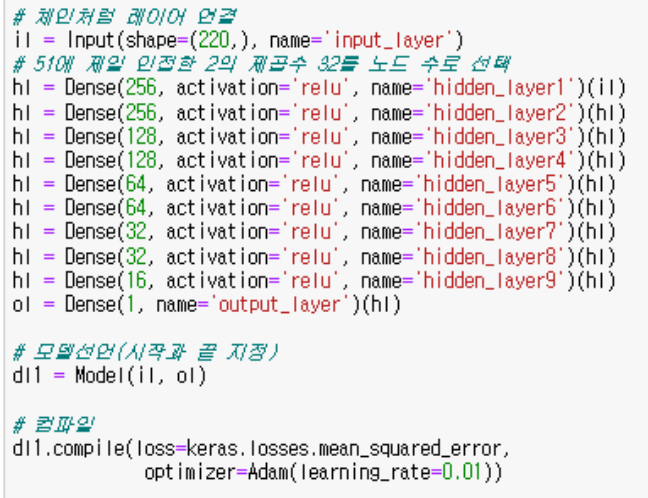 # 체인처럼 레이어 연결
il = Input(shape=(220,), name='input_layer')
# 51에 제일 인접한 2의 제곱수 32를 노드 수로 선택
hl = Dense(256, activation='relu', name='hidden_layer1')(il)
hl = Dense(256, activation='relu', name='hidden_layer2')(hl)
hl = Dense(128, activation='relu', name='hidden_layer3')(hl)
hl = Dense(128, activation='relu', name='hidden_layer4')(hl)
hl = Dense(64, activation='relu', name='hidden_layer5')(hl)
hl = Dense(64, activation='relu', name='hidden_layer6')(hl)
hl = Dense(32, activation='relu', name='hidden_layer7')(hl)
hl = Dense(32, activation='relu', name='hidden_layer8')(hl)
hl = Dense(16, activation='relu', name='hidden_layer9')(hl)
ol = Dense(1, name='output_layer')(hl)
# 모델선언(시작과 끝 지정)
dl1 = Model(il, ol)
# 컴파일
dl1.compile(loss=keras.losses.mean_squared_error,
optimizer=Adam(learning_rate=0.01))